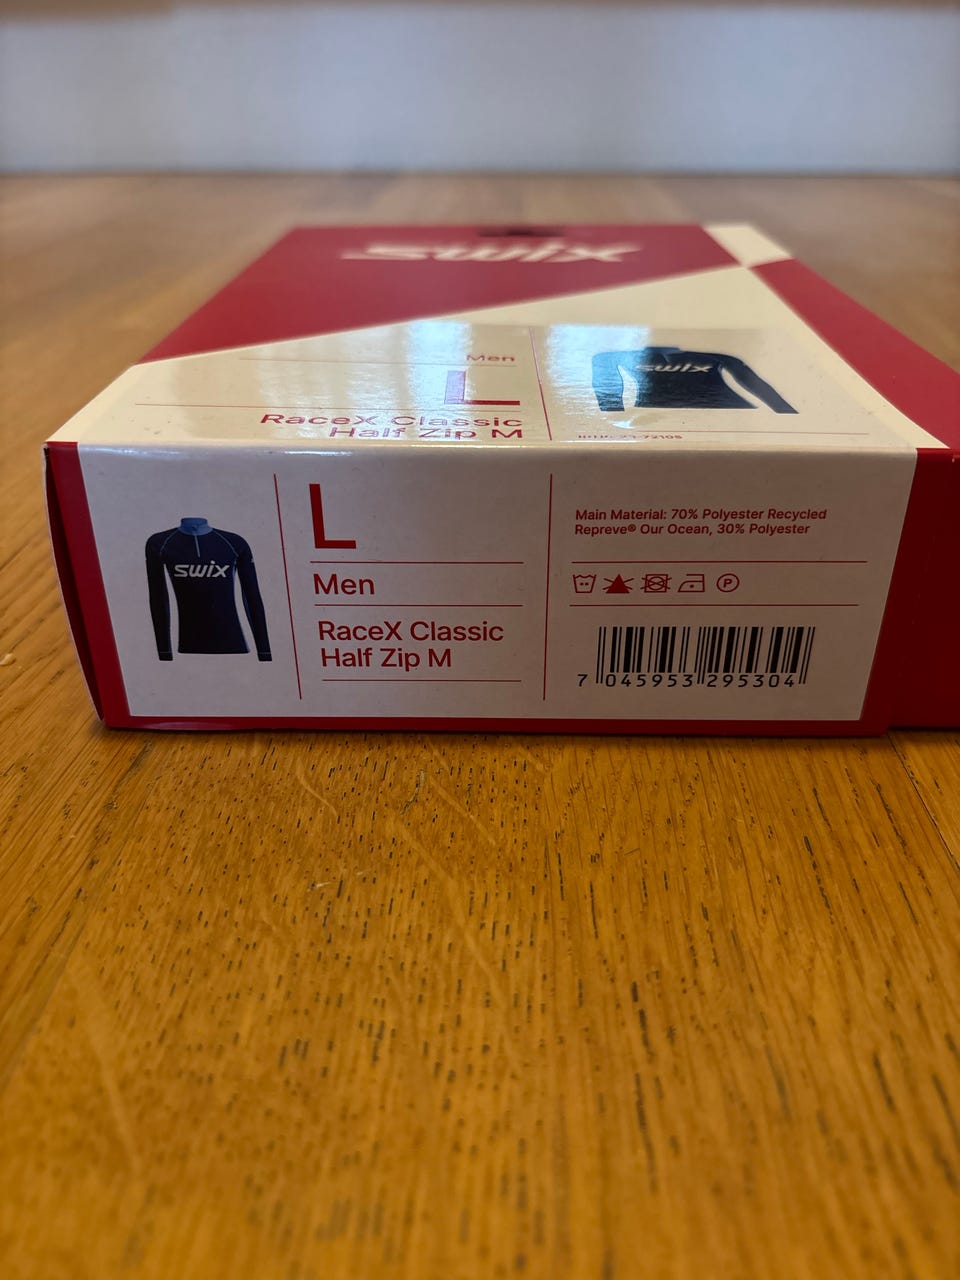 swix
Men
L
RaceX Classic
Half Zip M
swix
swix
L
Men
RaceX Classic
Half Zip M
Main Material: 70% Polyester Recycled
Repreve® Our Ocean, 30% Polyester
P
7 045953 295304